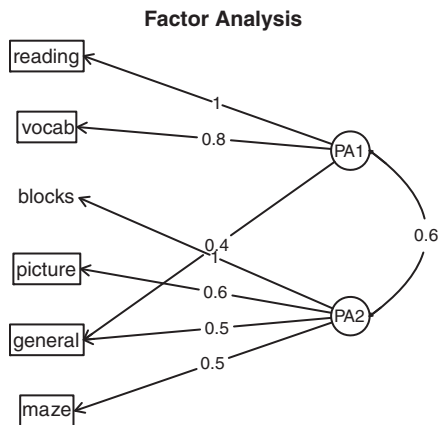 Factor Analysis
reading
1
PA1
vocab
0.8
blocks
0.4
1
0.6
picture
0.6
PA2
general
0.5
0.5
maze